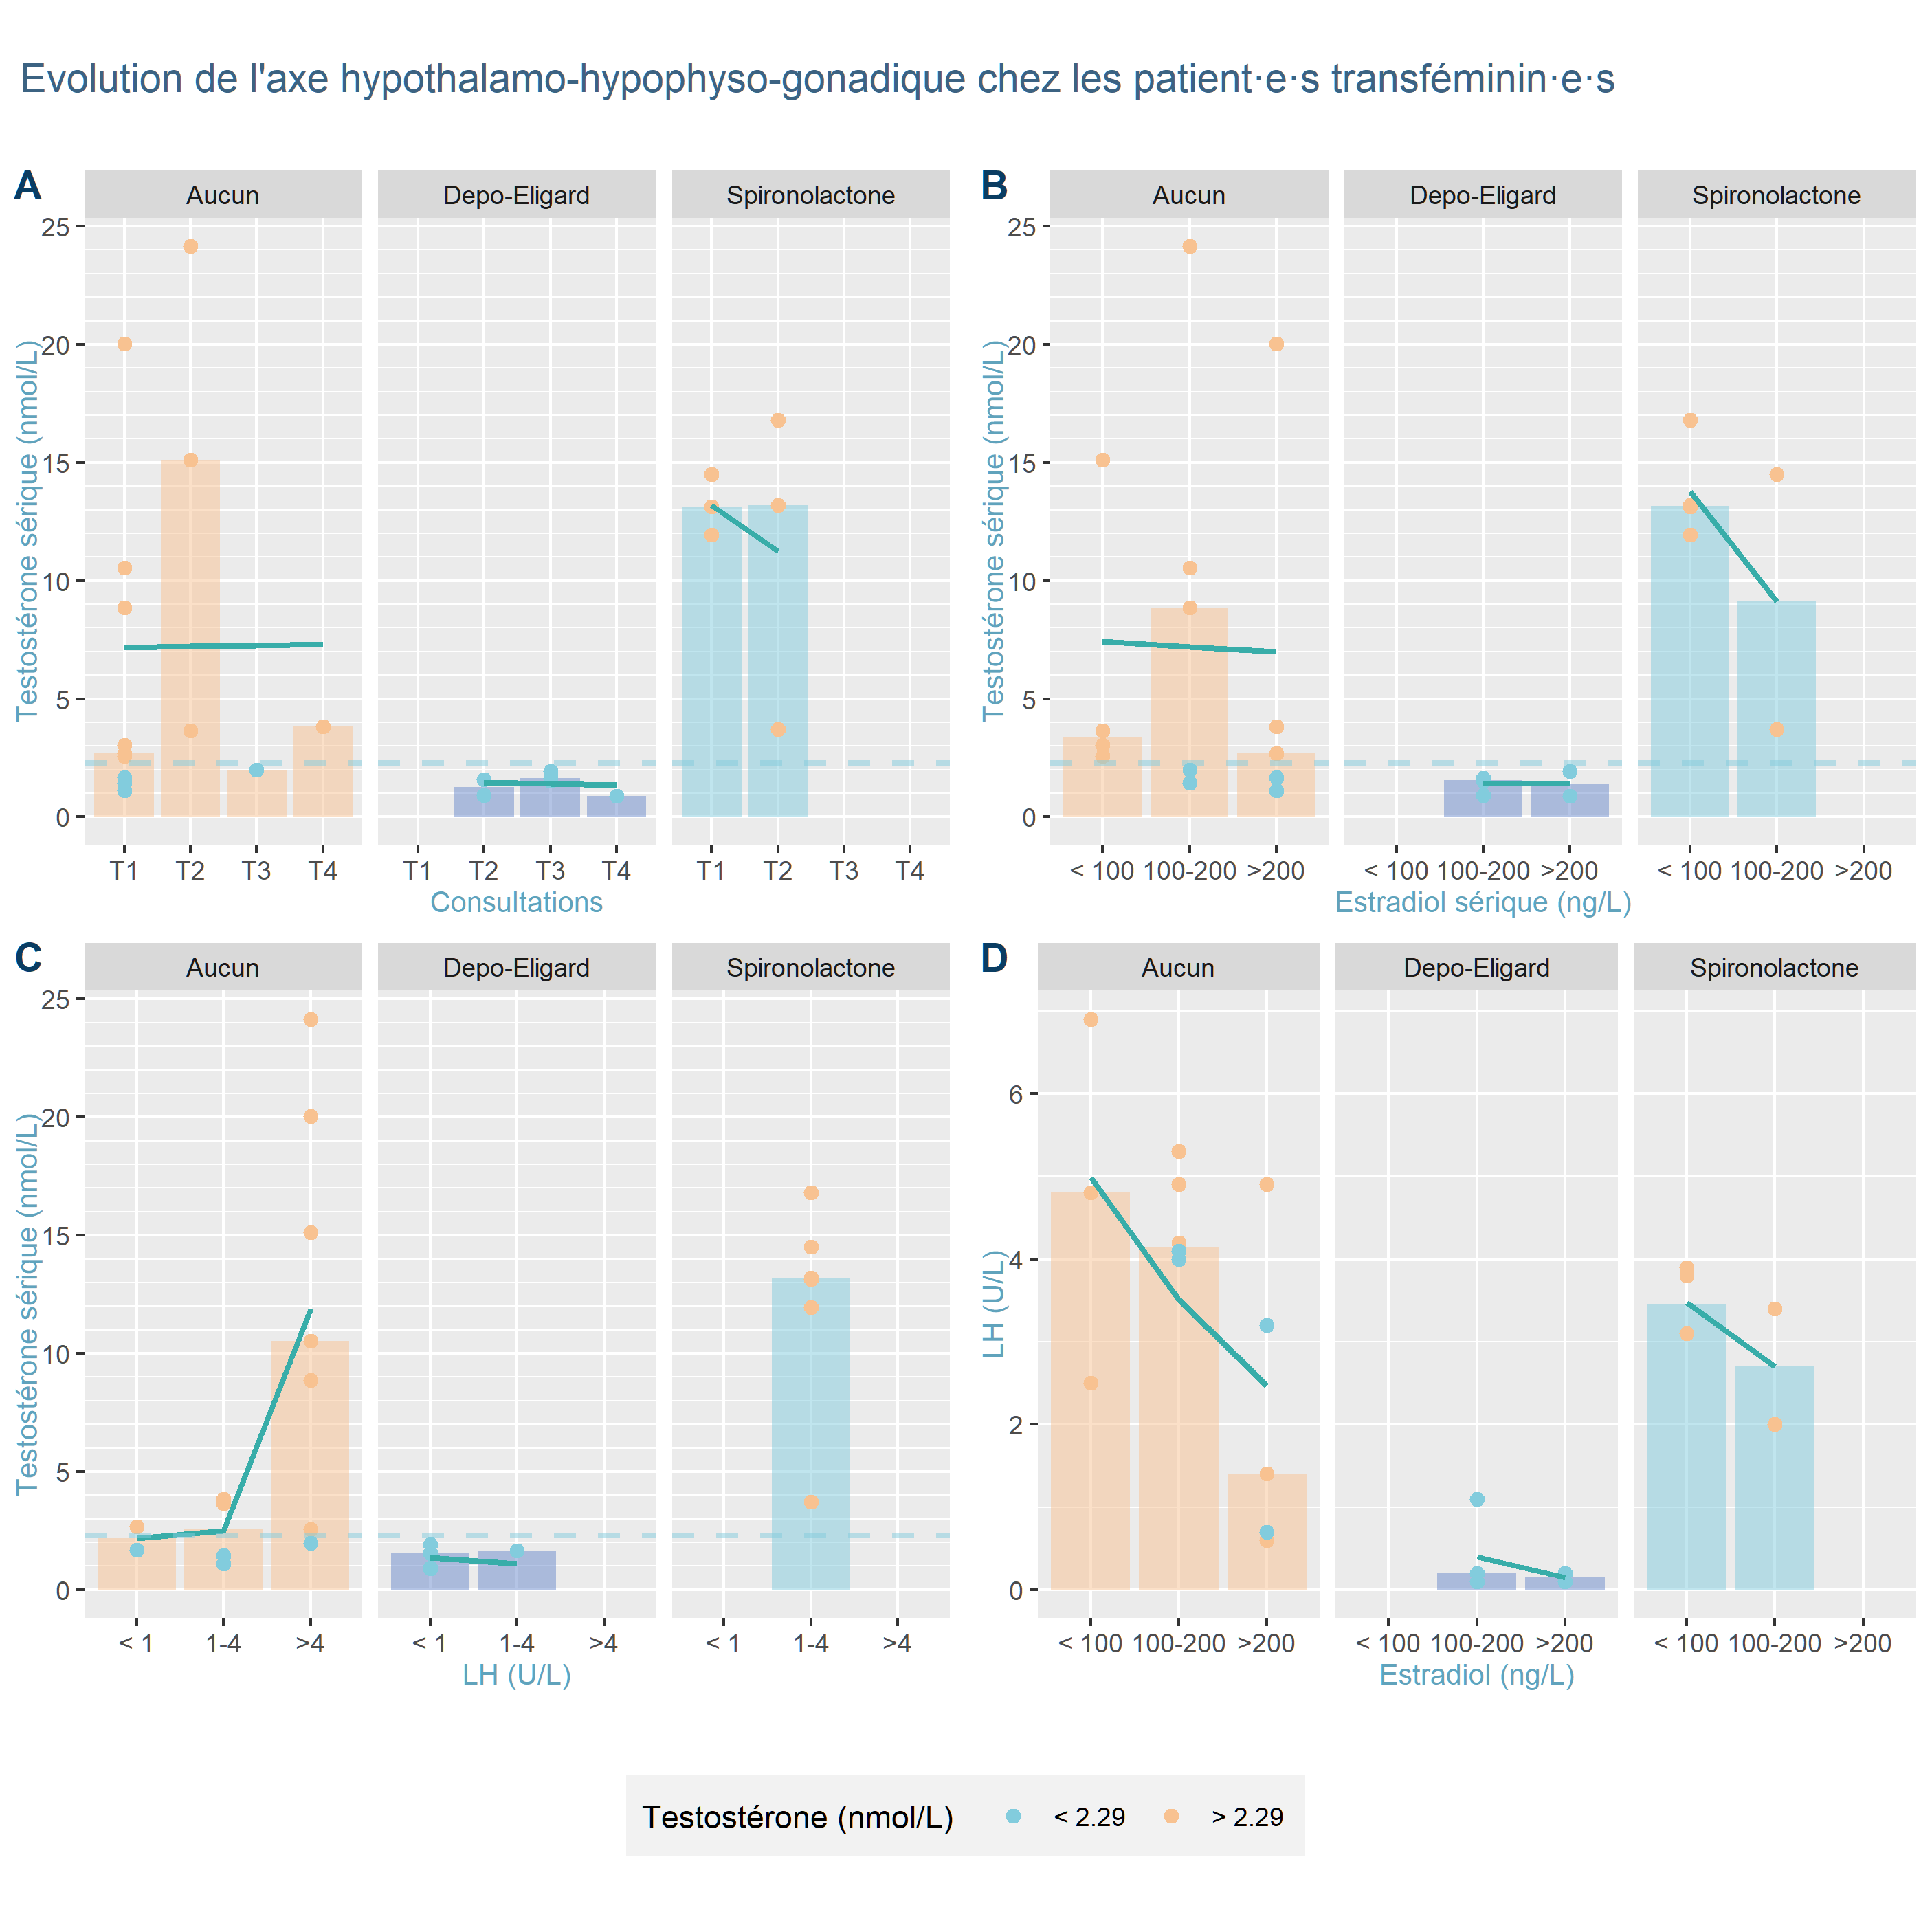 Evolution de l'axe hypothalamo-hypophyso-gonadique chez les patient·e·s transféminin·e·s
A
Aucun Depo-Eligard Spironolactone
Testostérone sérique (nmol/L)
25
20
15
10
5
0
T1 T2 T3 T4 T1 T2 T3 T4 T1 T2 T3 T4
Consultations
B
Aucun Depo-Eligard Spironolactone
Testostérone sérique (nmol/L)
25
20
15
10
5
0
< 100 100-200 >200 < 100 100-200 >200 < 100 100-200 >200
Estradiol sérique (ng/L)
C
Aucun Depo-Eligard Spironolactone
Testostérone sérique (nmol/L)
25
20
15
10
5
0
< 1 1-4 >4 < 1 1-4 >4 < 1 1-4 >4
LH (U/L)
D
Aucun Depo-Eligard Spironolactone
LH (U/L)
6
4
2
0
< 100 100-200 >200 < 100 100-200 >200 < 100 100-200 >200
Estradiol (ng/L)
Testostérone (nmol/L) < 2.29 > 2.29